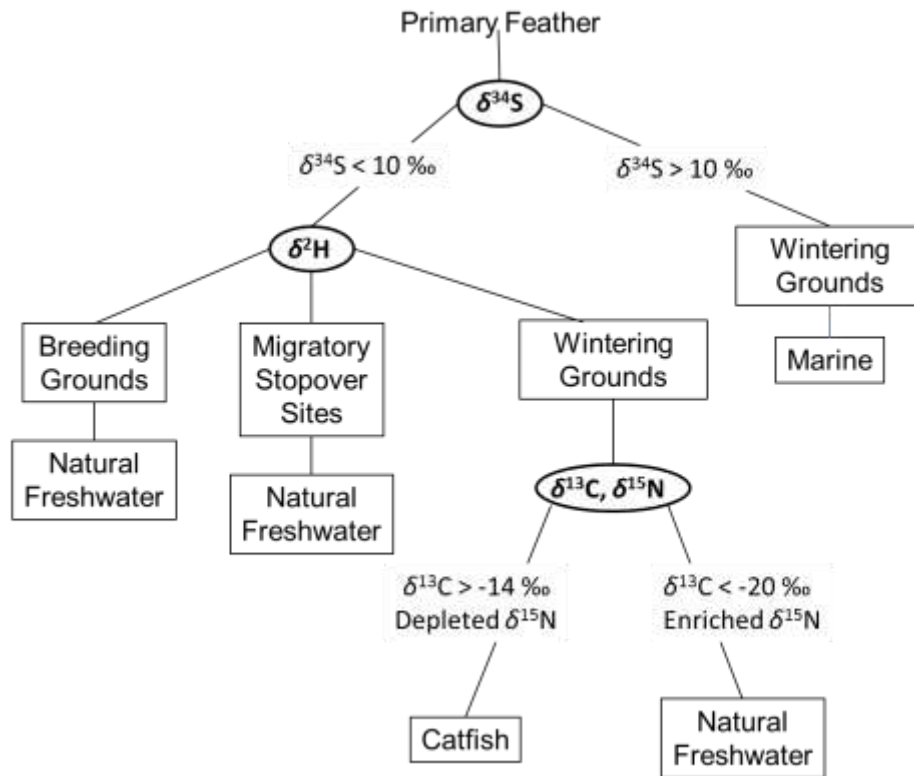 Primary Feather
δ³⁴S
δ³⁴S < 10 ‰
δ³⁴S > 10 ‰
δ²H
Wintering
Grounds
Marine
Breeding
Grounds
Natural
Freshwater
Migratory
Stopover
Sites
Natural
Freshwater
Wintering
Grounds
δ¹³C, δ¹⁵N
δ¹³C > -14 ‰
Depleted δ¹⁵N
δ¹³C < -20 ‰
Enriched δ¹⁵N
Catfish
Natural
Freshwater